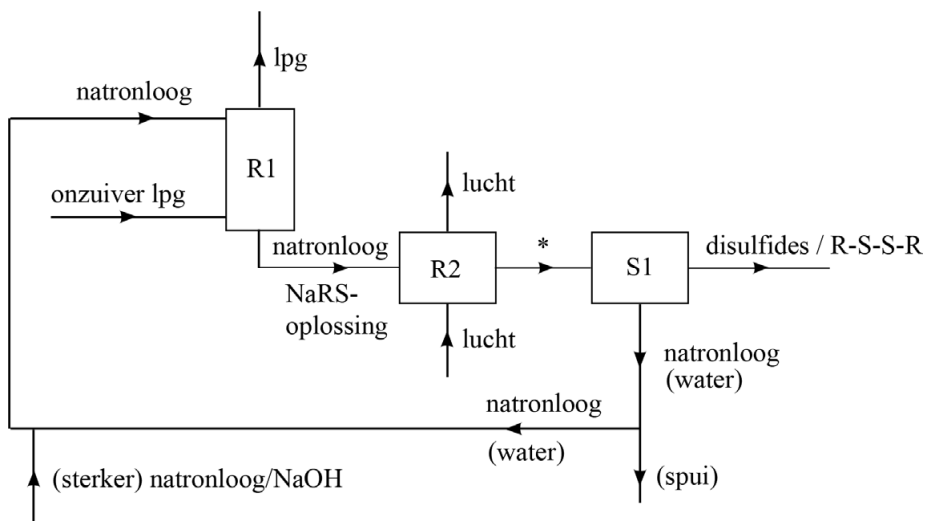 lpg
natronloog
R1
onzuiver lpg
lucht
natronloog
NaRS-
oplossing
R2
*
S1
disulfides / R-S-S-R
lucht
natronloog
(water)
natronloog
(water)
(sterker) natronloog/NaOH
(spui)